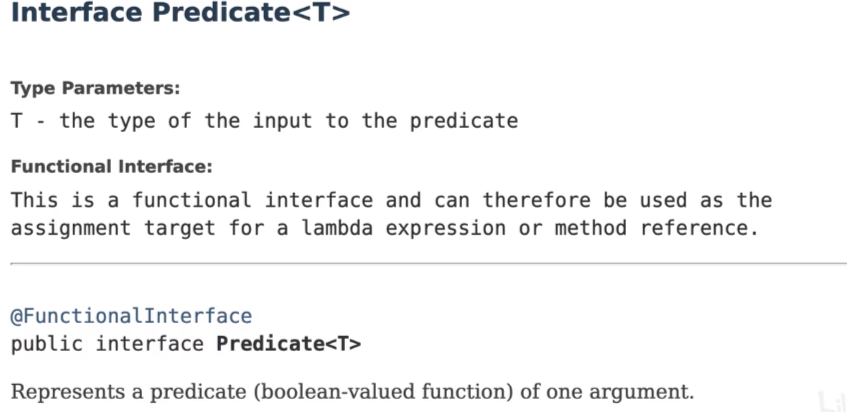 Interface Predicate<T>
Type Parameters:
T - the type of the input to the predicate
Functional Interface:
This is a functional interface and can therefore be used as the
assignment target for a lambda expression or method reference.
@FunctionalInterface
public interface Predicate<T>
Represents a predicate (boolean-valued function) of one argument.